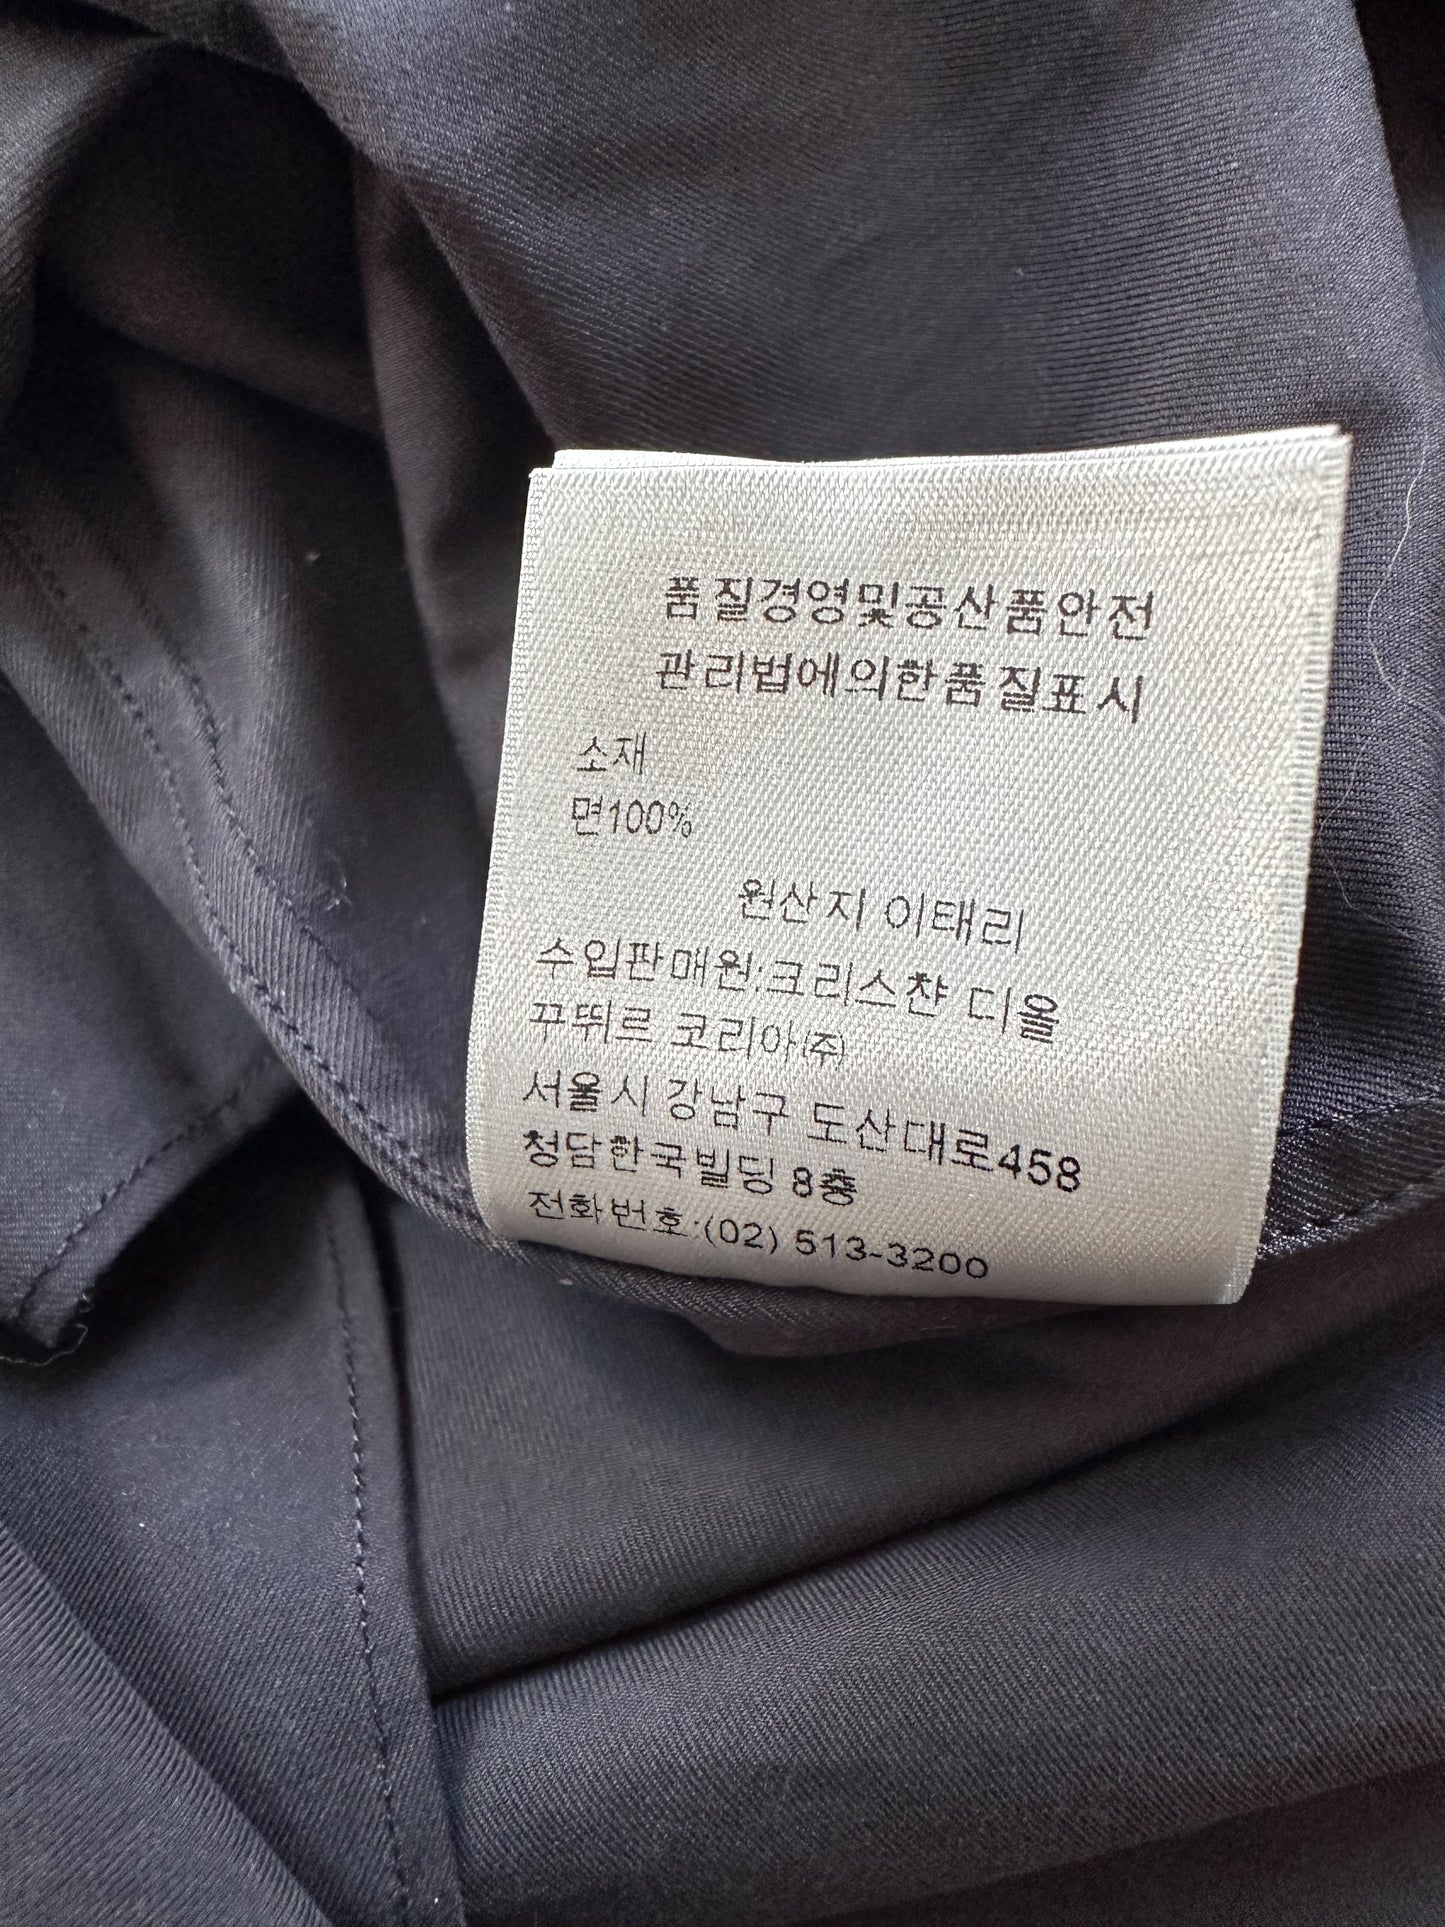 품질경영및공산품안전
관리법에의한품질표시
소재
면100%
원산지 이태리
수입판매원:크리스챤 디올
꾸뛰르 코리아(주)
서울시 강남구 도산대로458
청담한국빌딩 8층
전화번호:(02) 513-3200